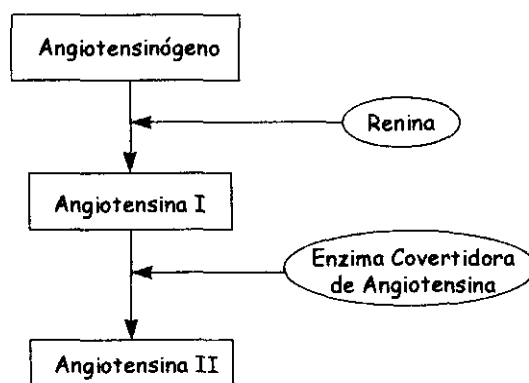 Angiotensinógeno
Renina
Angiotensina I
Enzima Covertidora
de Angiotensina
Angiotensina II